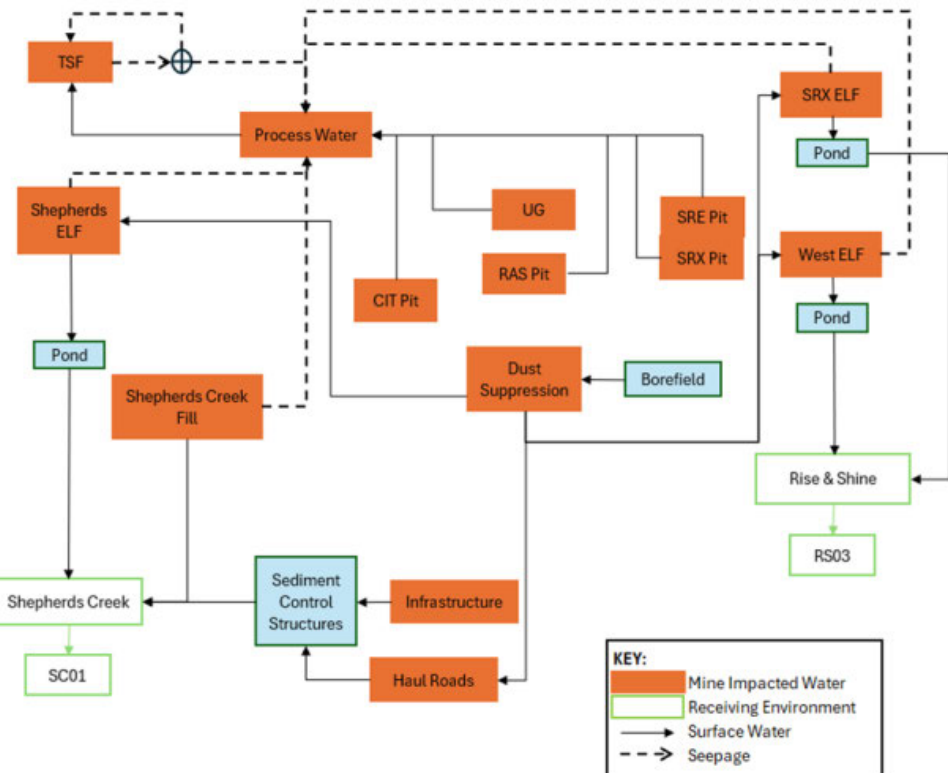 TSF
SRX ELF
Process Water
Pond
Shepherds
ELF
UG
SRE Pit
SRX Pit
West ELF
RAS Pit
CIT Pit
Pond
Pond
Dust
Suppression
Borefield
Shepherds Creek
Fill
Rise & Shine
RS03
Sediment
Control
Structures
Infrastructure
Shepherds Creek
SC01
Haul Roads
KEY:
Mine Impacted Water
Receiving Environment
Surface Water
Seepage